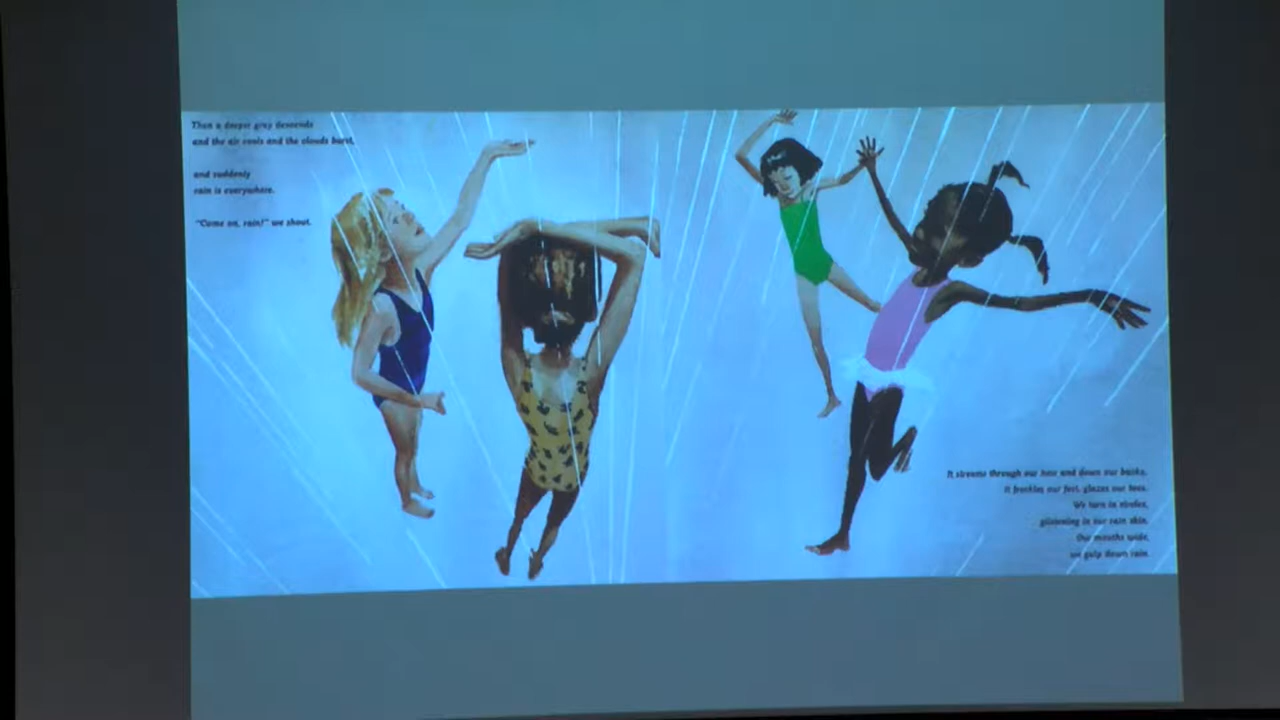 Then a deeper gray descends
and the air cools and the clouds burst,
and suddenly
rain is everywhere.
"Come on, rain!" we shout.
It streams through our hair and down our backs.
It freckles our feet, glazes our toes.
We turn in circles,
glistening in our rain skin.
Our mouths wide,
we gulp down rain.